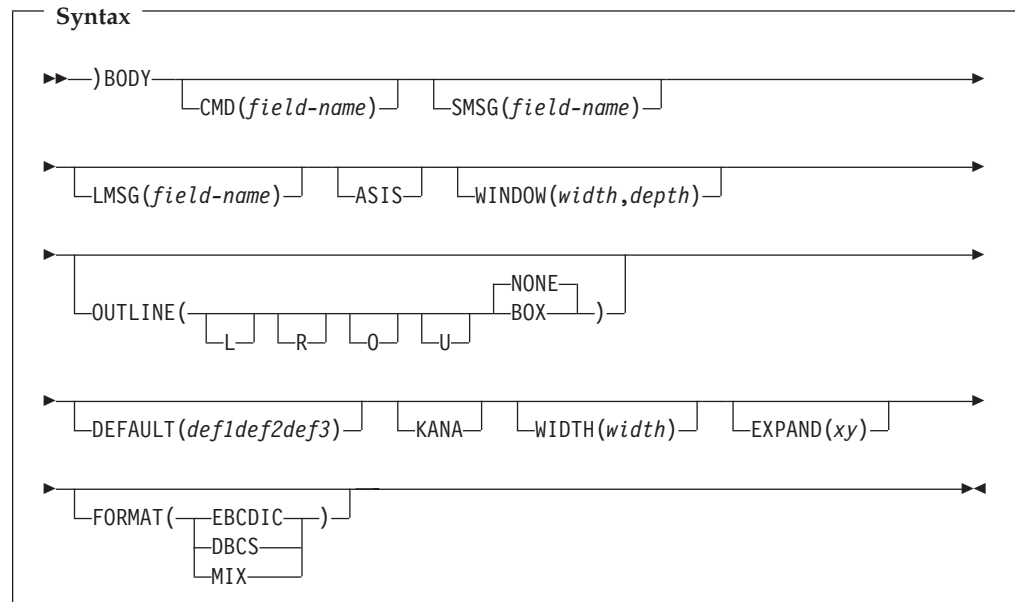 Syntax
)BODY
CMD(field-name) SMSG(field-name)
LMSG(field-name) ASIS WINDOW(width,depth)
NONE
OUTLINE( L R O U BOX )
DEFAULT(def1def2def3) KANA WIDTH(width) EXPAND(xy)
FORMAT( EBCDIC )
DBCS
MIX